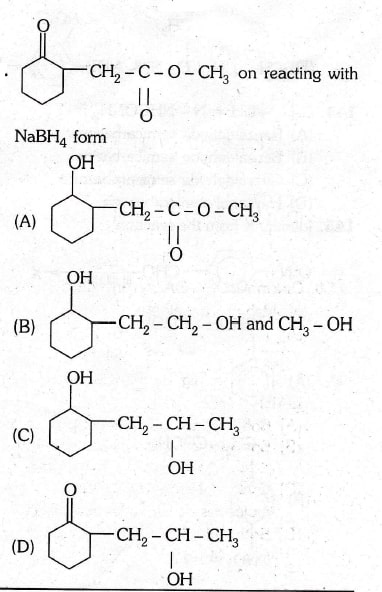 O
CH₂ – C – O – CH₃ on reacting with
O
NaBH₄ form
OH
(A) CH₂ – C – O – CH₃
O
OH
(B) CH₂ – CH₂ – OH and CH₃ – OH
OH
(C) CH₂ – CH – CH₃
OH
O
(D) CH₂ – CH – CH₃
OH